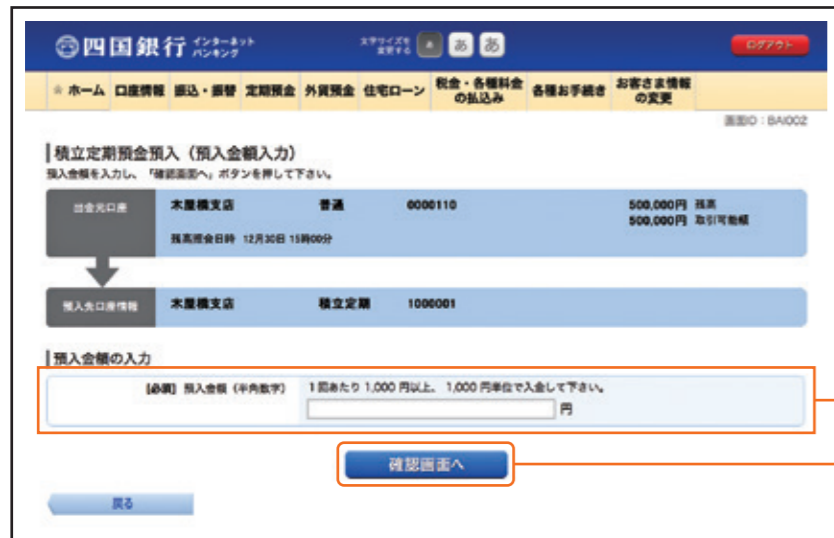 四国銀行 インターネットバンキング 文字サイズを変更する あ あ あ ログアウト
ホーム 口座情報 振込・振替 定期預金 外貨預金 住宅ローン 税金・各種料金の払込み 各種お手続き お客さま情報の変更
画面ID:BAI002
積立定期預金預入(預入金額入力)
預入金額を入力し、「確認画面へ」ボタンを押して下さい。
出金元口座 木屋橋支店 普通 0000110 500,000円 残高
500,000円 取引可能額
残高照会日時 12月30日 15時00分
預入先口座情報 木屋橋支店 積立定期 1000001
預入金額の入力
【必須】 預入金額(半角数字) 1回あたり 1,000 円以上、 1,000 円単位で入金して下さい。
円
確認画面へ
戻る